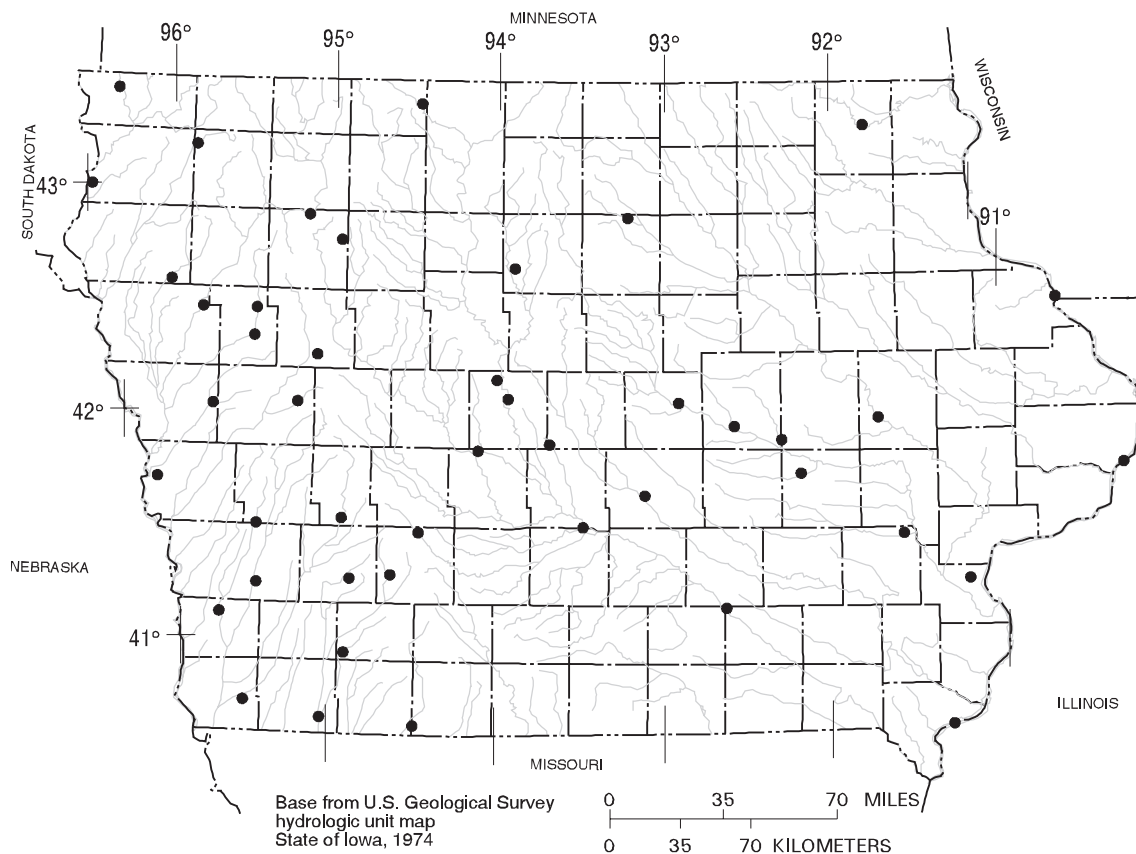 MINNESOTA
96° 95° 94° 93° 92°
WISCONSIN
SOUTH DAKOTA
43°
91°
42°
NEBRASKA
41°
ILLINOIS
MISSOURI
Base from U.S. Geological Survey
hydrologic unit map
State of Iowa, 1974
0 35 70 MILES
0 35 70 KILOMETERS